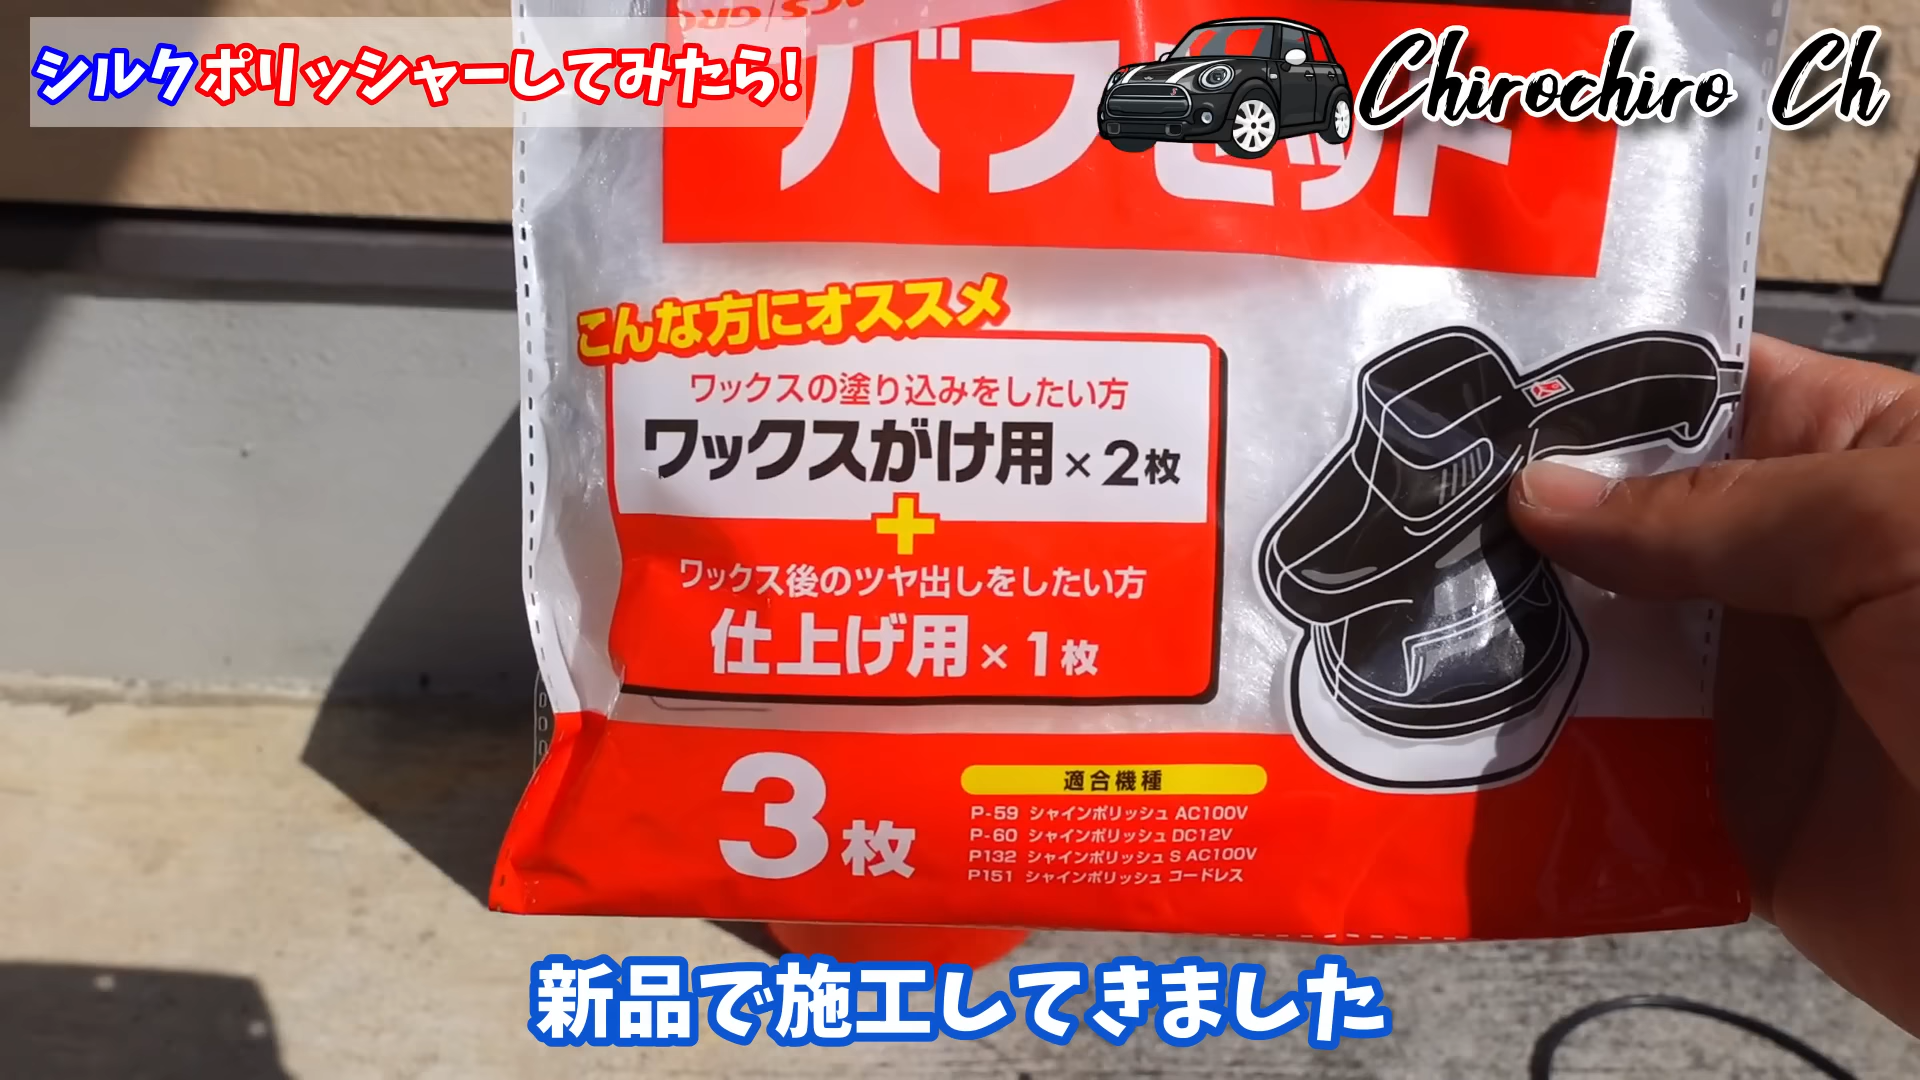 シルクポリッシャーしてみたら!
Chirochiro Ch
バフセット
こんな方にオススメ
ワックスの塗り込みをしたい方
ワックスがけ用×2枚
+
ワックス後のツヤ出しをしたい方
仕上げ用×1枚
3枚
適合機種
P-59 シャインポリッシュ AC100V
P-60 シャインポリッシュ DC12V
P132 シャインポリッシュ S AC100V
P151 シャインポリッシュ コードレス
新品で施工してきました